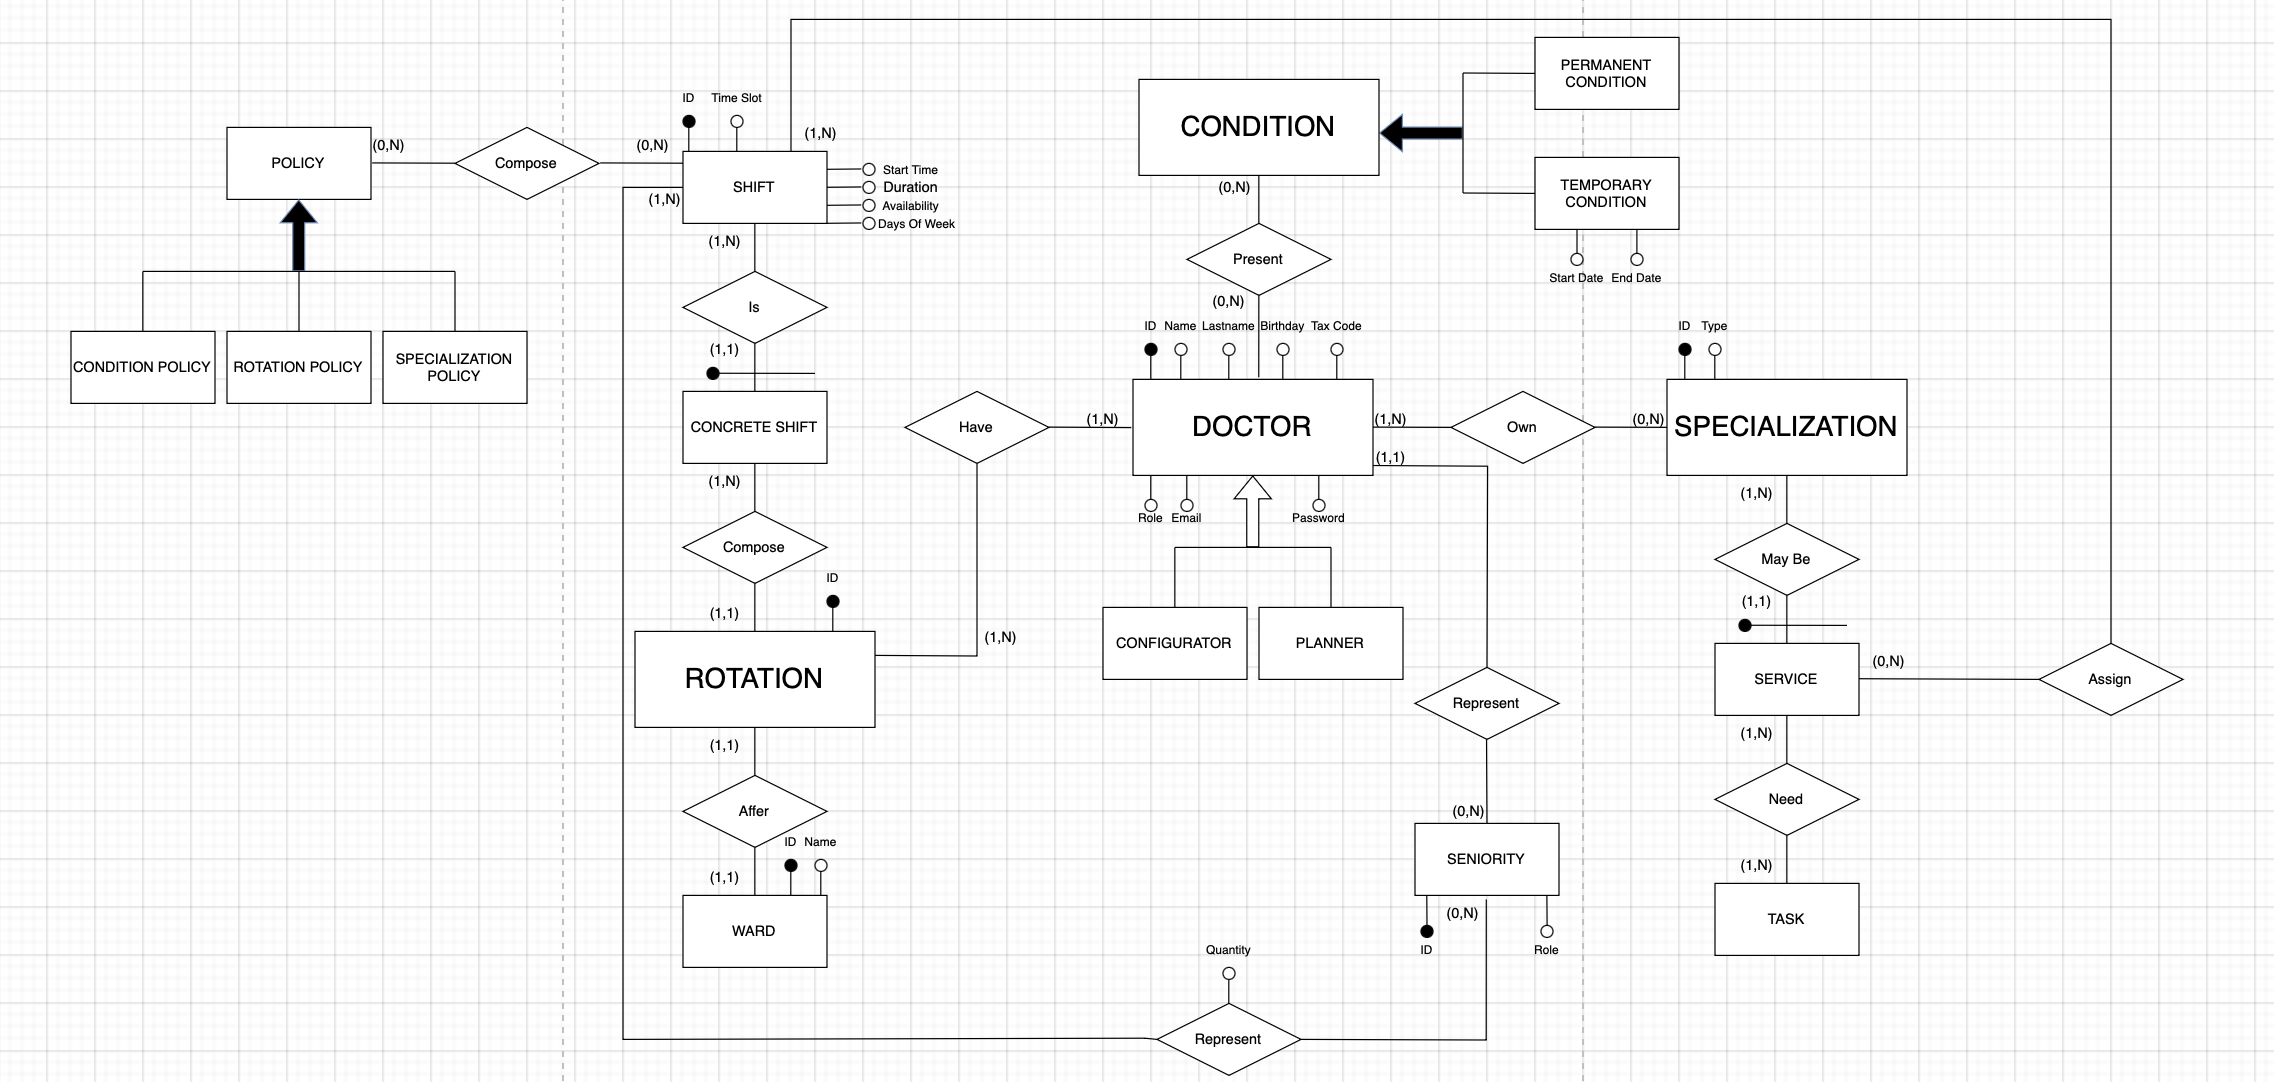 PERMANENT
CONDITION
ID Time Slot
(1,N)
CONDITION
(0,N)
POLICY
Compose
(0,N)
Start Time
Duration
Availability
Days Of Week
SHIFT
(1,N)
(0,N)
TEMPORARY
CONDITION
(1,N)
Present
Start Date End Date
Is
(0,N)
ID Name Lastname Birthday Tax Code
ID Type
(1,1)
CONDITION POLICY
ROTATION POLICY
SPECIALIZATION
POLICY
CONCRETE SHIFT
Have
(1,N)
DOCTOR
(1,N)
Own
(0,N)
SPECIALIZATION
(1,1)
(1,N)
(1,N)
Role Email Password
Compose
May Be
ID
(1,1)
(1,1)
(1,N)
CONFIGURATOR
PLANNER
ROTATION
SERVICE
(0,N)
Assign
Represent
(1,1)
(1,N)
Affer
Need
(0,N)
ID Name
(1,1)
(1,N)
SENIORITY
WARD
(0,N)
TASK
ID
Role
Quantity
Represent